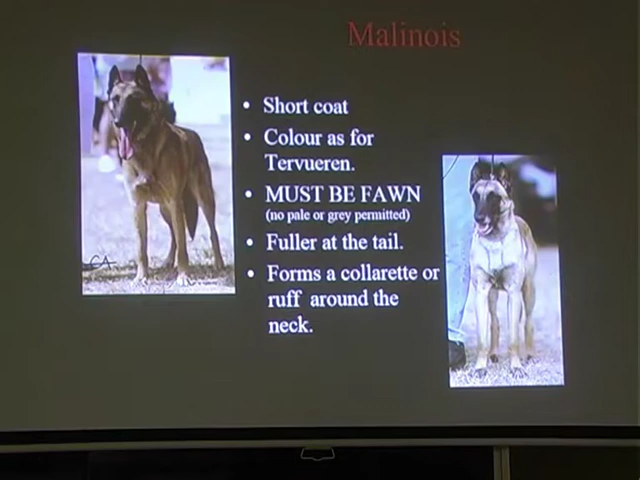 Malinois
• Short coat
• Colour as for
Tervueren.
• MUST BE FAWN
(no pale or grey permitted)
• Fuller at the tail.
• Forms a collarette or
ruff around the
neck.
CA